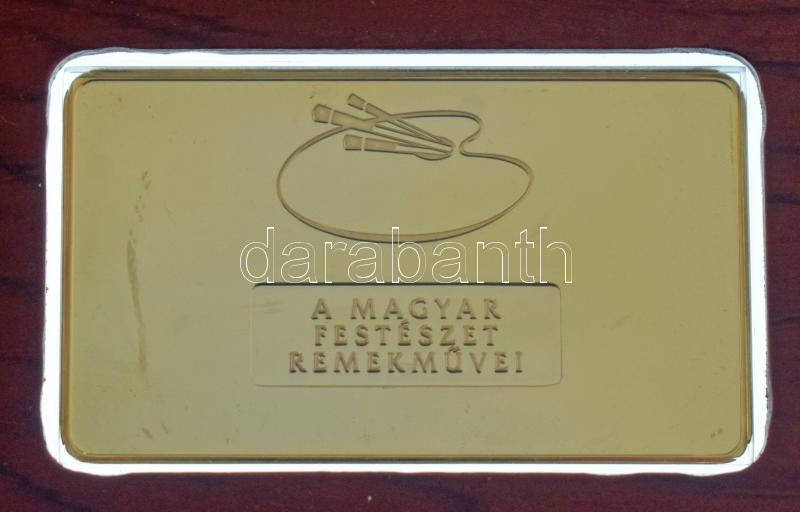 darabanth
A MAGYAR
FESTÉSZET
REMEKMŰVEI